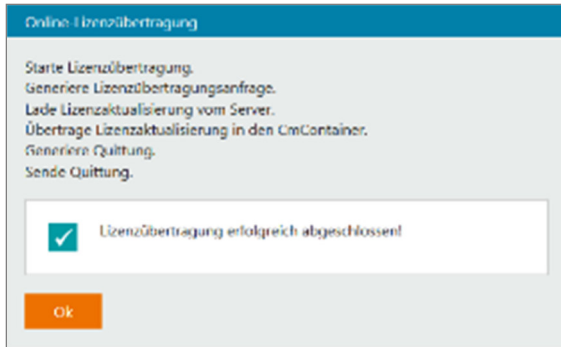 Online-Lizenzübertragung
Starte Lizenzübertragung.
Generiere Lizenzübertragungsanfrage.
Lade Lizenzaktualisierung vom Server.
Übertrage Lizenzaktualisierung in den CmContainer.
Generiere Quittung.
Sende Quittung.
Lizenzübertragung erfolgreich abgeschlossen!
Ok